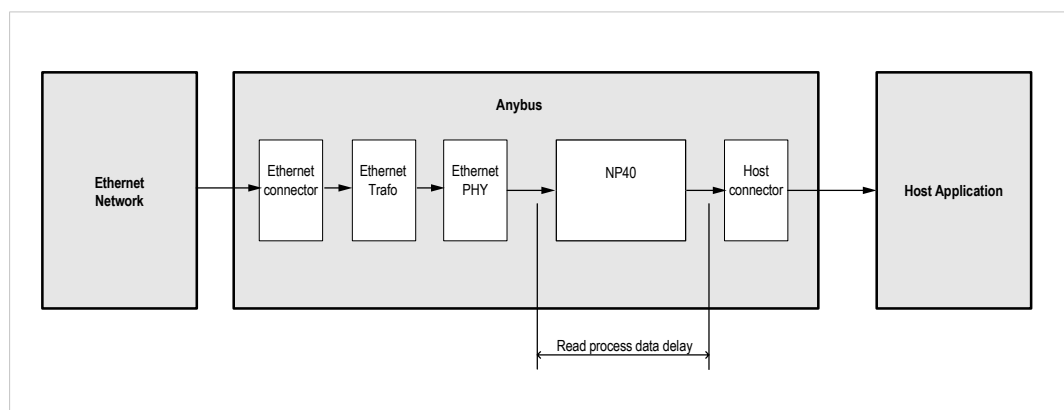 Anybus
Ethernet
Network
Ethernet
connector
Ethernet
Trafo
Ethernet
PHY
NP40
Host
connector
Host Application
Read process data delay